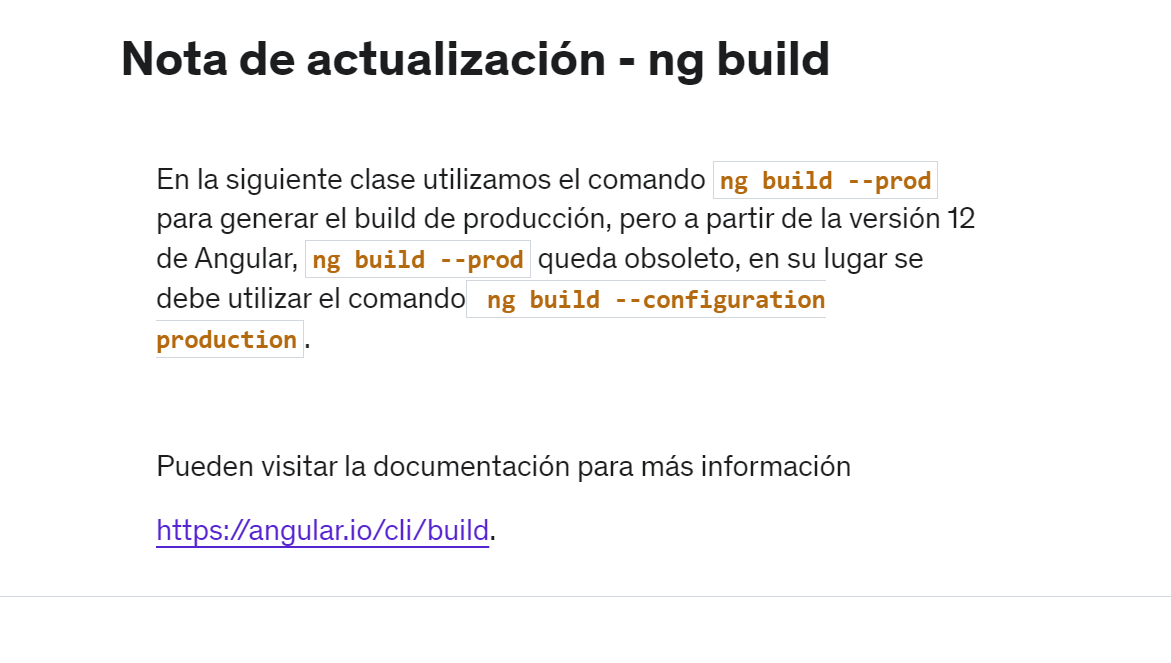 Nota de actualización - ng build
En la siguiente clase utilizamos el comando ng build --prod
para generar el build de producción, pero a partir de la versión 12
de Angular, ng build --prod queda obsoleto, en su lugar se
debe utilizar el comando ng build --configuration
production.
Pueden visitar la documentación para más información
https://angular.io/cli/build.